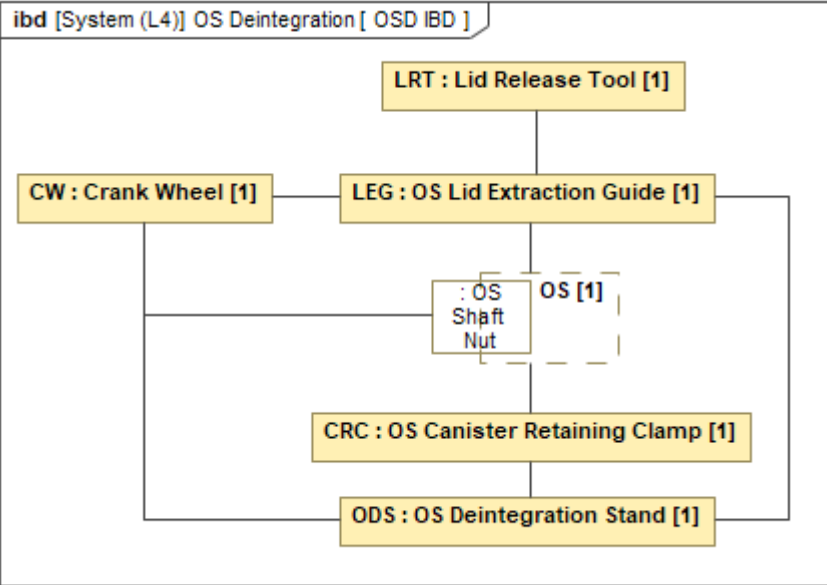 ibd [System (L4)] OS Deintegration [ OSD IBD ]
LRT : Lid Release Tool [1]
CW : Crank Wheel [1]
LEG : OS Lid Extraction Guide [1]
: OS
Shaft
Nut
OS [1]
CRC : OS Canister Retaining Clamp [1]
ODS : OS Deintegration Stand [1]